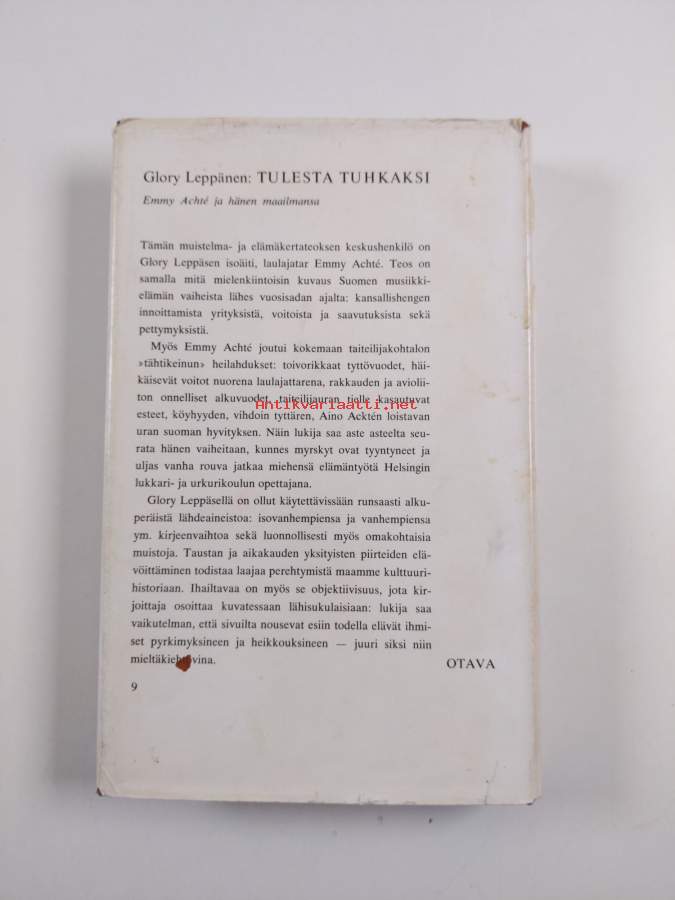 Glory Leppänen: TULESTA TUHKAKSI
Emmy Achté ja hänen maailmansa
Tämän muistelma- ja elämäkertateoksen keskushenkilö on
Glory Leppäsen isoäiti, laulajatar Emmy Achté. Teos on
samalla mitä mielenkiintoisin kuvaus Suomen musiikki-
elämän vaiheista lähes vuosisadan ajalta: kansallishengen
innoittamista yrityksistä, voitoista ja saavutuksista sekä
pettymyksistä.
Myös Emmy Achté joutui kokemaan taiteilijakohtalon
»tähtikeinun» heilahdukset: toivorikkaat tyttövuodet, häi-
käisevät voitot nuorena laulajattarena, rakkauden ja aviolii-
ton onnelliset alkuvuodet, taiteilijauran tielle kasautuvat
Antikvariaatti.net
esteet, köyhyyden, vihdoin tyttären, Aino Acktén loistavan
uran suoman hyvityksen. Näin lukija saa aste asteelta seu-
rata hänen vaiheitaan, kunnes myrskyt ovat tyyntyneet ja
uljas vanha rouva jatkaa miehensä elämäntyötä Helsingin
lukkari- ja urkurikoulun opettajana.
Glory Leppäsellä on ollut käytettävissään runsaasti alku-
peräistä lähdeaineistoa: isovanhempiensa ja vanhempiensa
ym. kirjeenvaihtoa sekä luonnollisesti myös omakohtaisia
muistoja. Taustan ja aikakauden yksityisten piirteiden elä-
vöittäminen todistaa laajaa perehtymistä maamme kulttuuri-
historiaan. Ihailtavaa on myös se objektiivisuus, jota kir-
joittaja osoittaa kuvatessaan lähisukulaisiaan: lukija saa
vaikutelman, että sivuilta nousevat esiin todella elävät ihmi-
set pyrkimyksineen ja heikkouksineen — juuri siksi niin
mieltäkiehtovina.
OTAVA
9